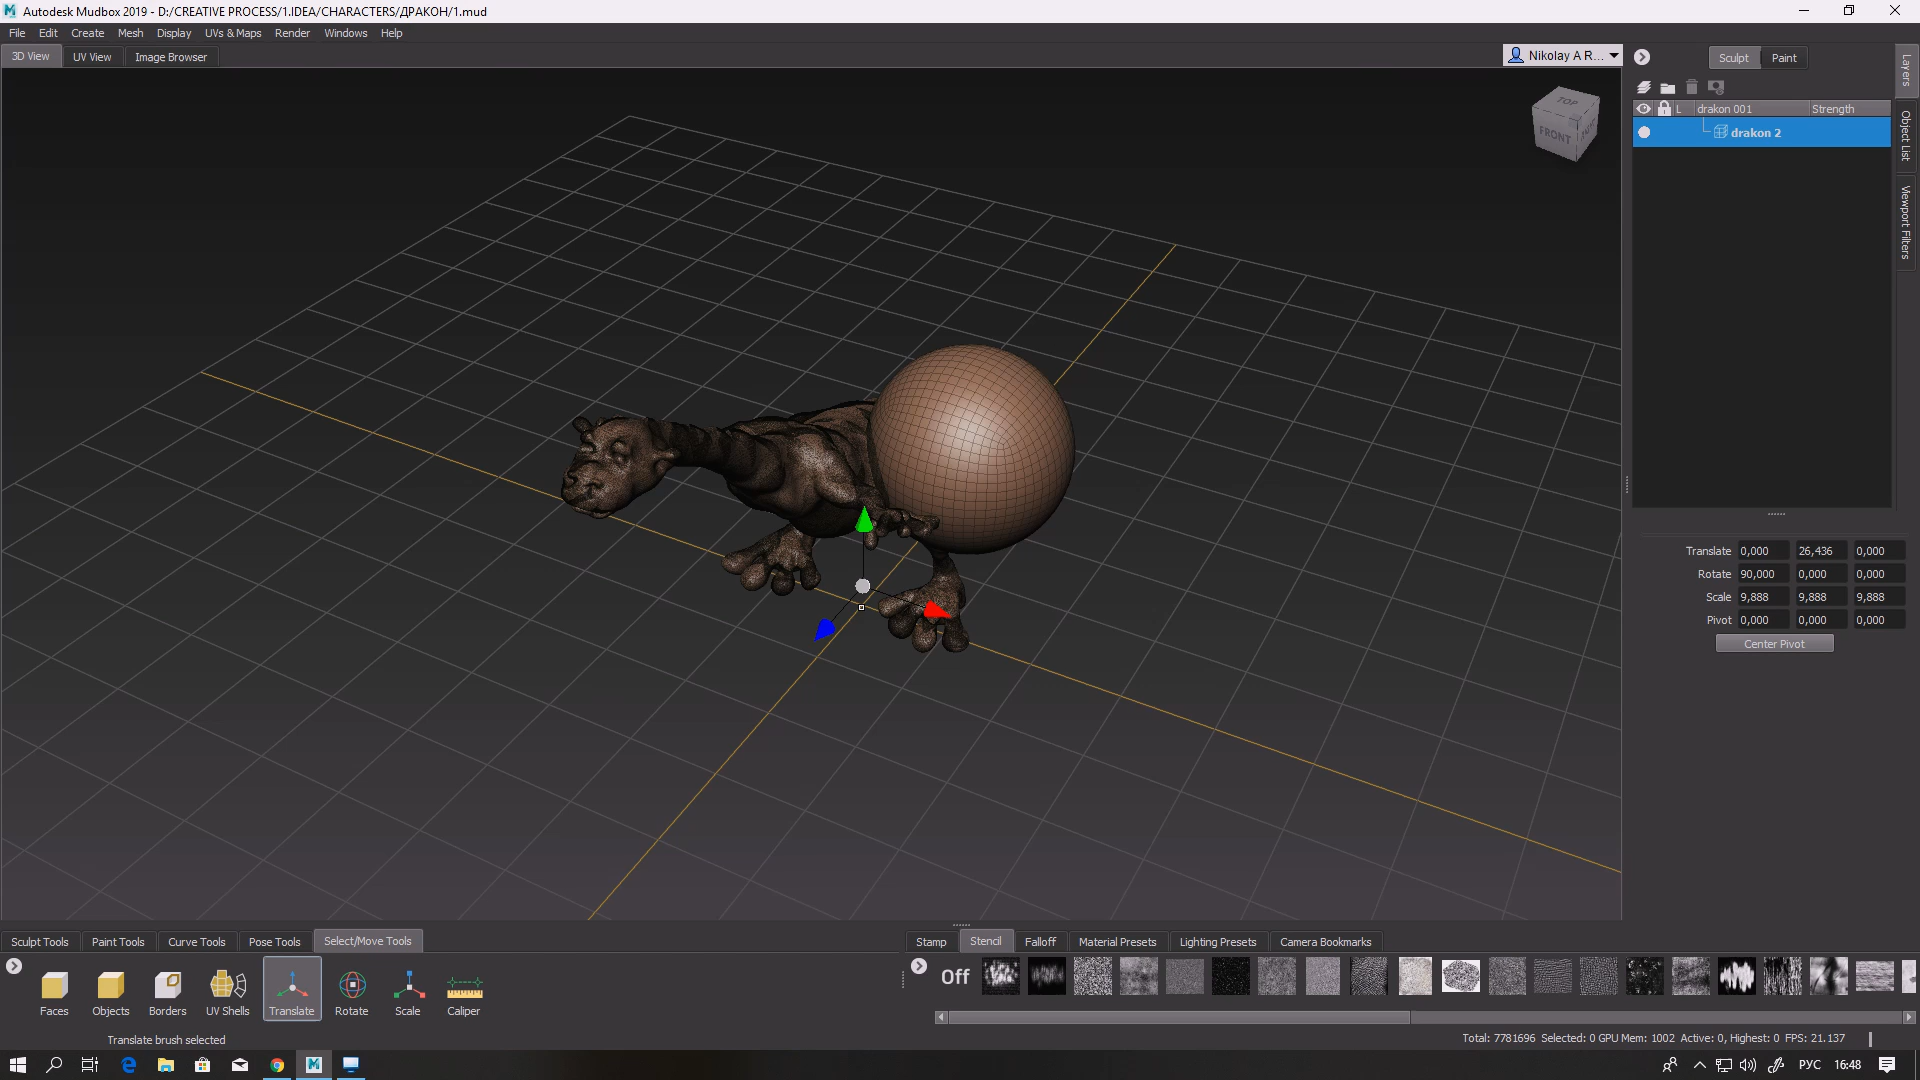 Autodesk Mudbox 2019 - D:/CREATIVE PROCESS/1.IDEA/CHARACTERS/ДРАКОН/1.mud
File Edit Create Mesh Display UVs & Maps Render Windows Help
3D View UV View Image Browser
Nikolay A R...
Sculpt Paint
Layers
Object List
Viewport Filters
L drakon 001 Strength
drakon 2
TOP
FRONT
Translate 0,000 26,436 0,000
Rotate 90,000 0,000 0,000
Scale 9,888 9,888 9,888
Pivot 0,000 0,000 0,000
Center Pivot
Sculpt Tools Paint Tools Curve Tools Pose Tools Select/Move Tools
Stamp Stencil Falloff Material Presets Lighting Presets Camera Bookmarks
Off
Faces Objects Borders UV Shells Translate Rotate Scale Caliper
Translate brush selected
Total: 7781696 Selected: 0 GPU Mem: 1002 Active: 0, Highest: 0 FPS: 21.137
РУС 16:48